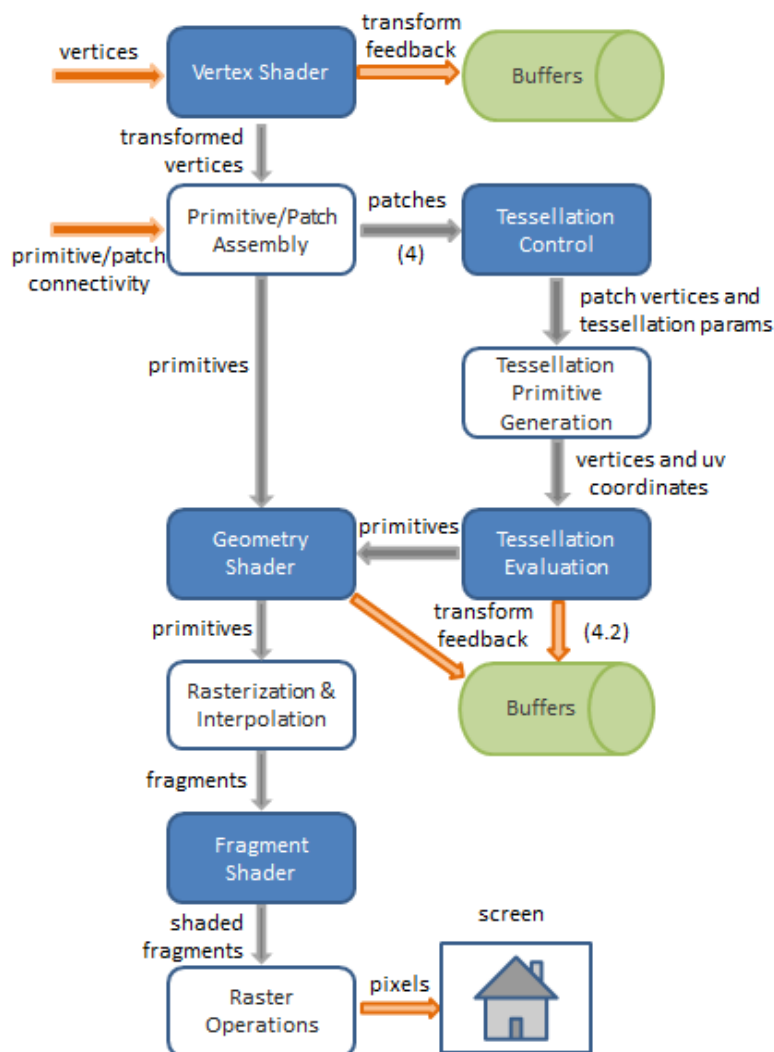 transform
feedback
vertices
Vertex Shader
Buffers
transformed
vertices
Primitive/Patch
Assembly
patches
(4)
Tessellation
Control
primitive/patch
connectivity
patch vertices and
tessellation params
primitives
Tessellation
Primitive
Generation
vertices and uv
coordinates
Geometry
Shader
primitives
Tessellation
Evaluation
primitives
transform
feedback
(4.2)
Rasterization &
Interpolation
Buffers
fragments
Fragment
Shader
shaded
fragments
screen
Raster
Operations
pixels